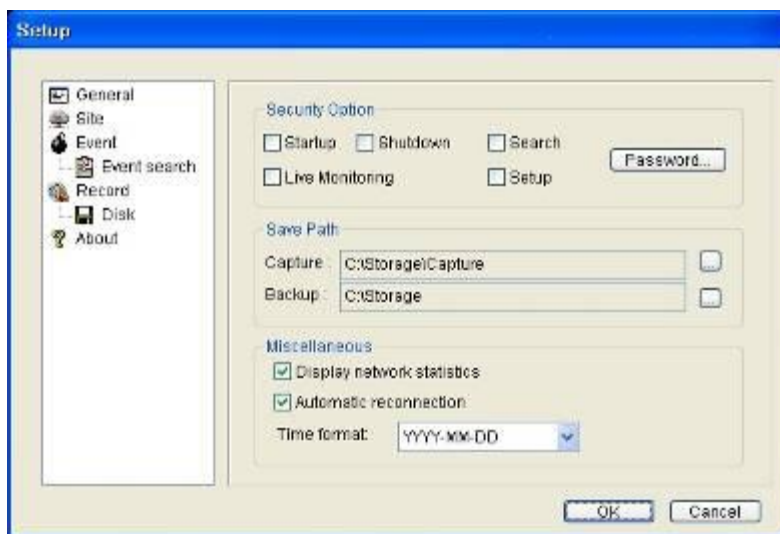 Setup
General
Site
Event
Event search
Record
Disk
About
Security Option
Startup Shutdown Search
Password...
Live Monitoring Setup
Save Path
Capture : C:\Storage\Capture ...
Backup : C:\Storage ...
Miscellaneous
Display network statistics
Automatic reconnection
Time format: YYYY-MM-DD
OK Cancel